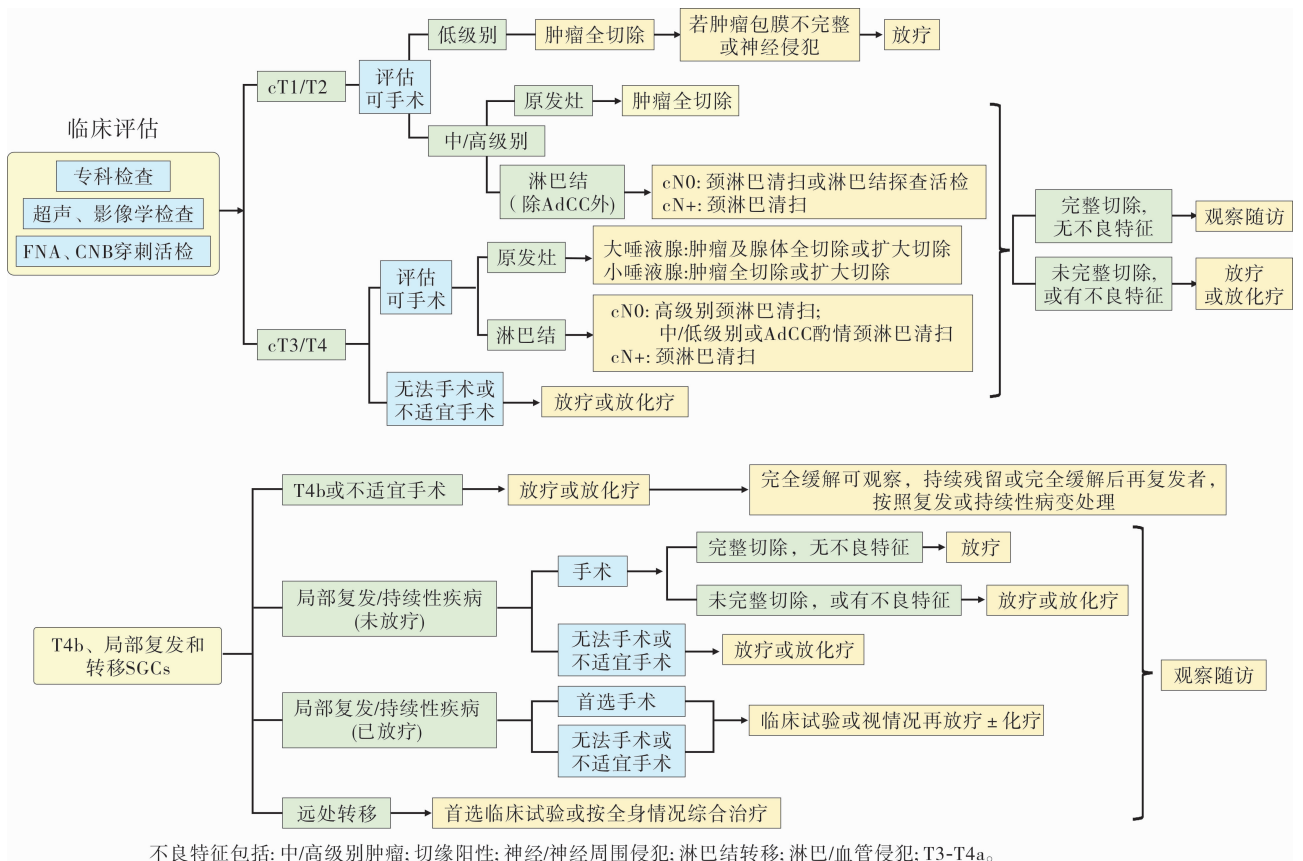 临床评估
专科检查
超声、影像学检查
FNA、CNB穿刺活检
cT1/T2
评估
可手术
低级别
肿瘤全切除
若肿瘤包膜不完整
或神经侵犯
放疗
中/高级别
原发灶
肿瘤全切除
淋巴结
(除AdCC外)
cN0: 颈淋巴清扫或淋巴结探查活检
cN+: 颈淋巴清扫
cT3/T4
评估
可手术
原发灶
大唾液腺:肿瘤及腺体全切除或扩大切除
小唾液腺:肿瘤全切除或扩大切除
淋巴结
cN0: 高级别颈淋巴清扫;
中/低级别或AdCC酌情颈淋巴清扫
cN+: 颈淋巴清扫
无法手术或
不适宜手术
放疗或放化疗
完整切除,
无不良特征
观察随访
未完整切除,
或有不良特征
放疗
或放化疗
T4b、局部复发和
转移SGCs
T4b或不适宜手术
放疗或放化疗
完全缓解可观察，持续残留或完全缓解后再复发者，
按照复发或持续性病变处理
局部复发/持续性疾病
(未放疗)
手术
完整切除，无不良特征
放疗
未完整切除，或有不良特征
放疗或放化疗
无法手术或
不适宜手术
放疗或放化疗
局部复发/持续性疾病
(已放疗)
首选手术
无法手术或
不适宜手术
临床试验或视情况再放疗±化疗
远处转移
首选临床试验或按全身情况综合治疗
观察随访
不良特征包括: 中/高级别肿瘤; 切缘阳性; 神经/神经周围侵犯; 淋巴结转移; 淋巴/血管侵犯; T3-T4a。